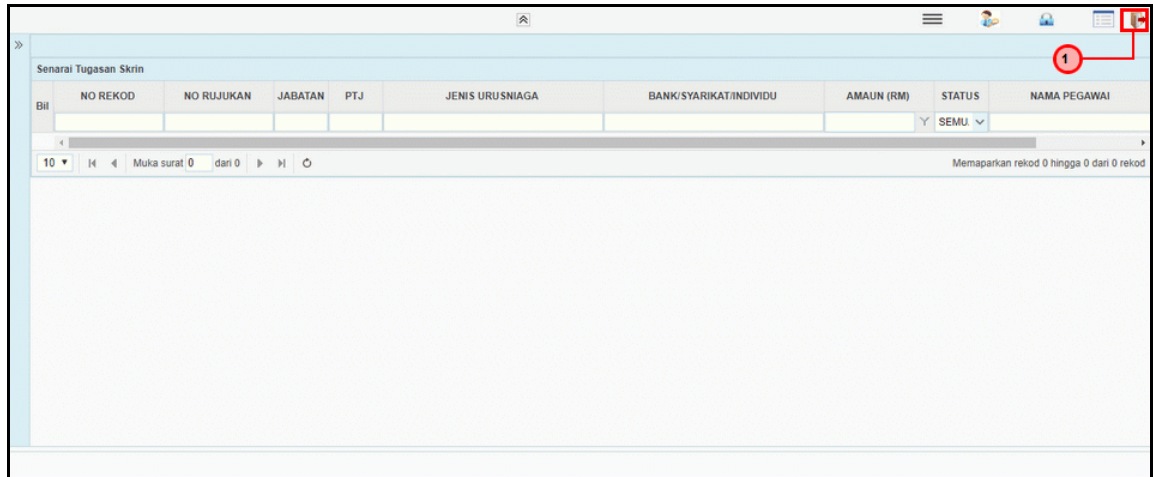 1
Senarai Tugasan Skrin
Bil NO REKOD NO RUJUKAN JABATAN PTJ JENIS URUSNIAGA BANK/SYARIKAT/INDIVIDU AMAUN (RM) STATUS NAMA PEGAWAI
SEMU.
10 Muka surat 0 dari 0 Memaparkan rekod 0 hingga 0 dari 0 rekod